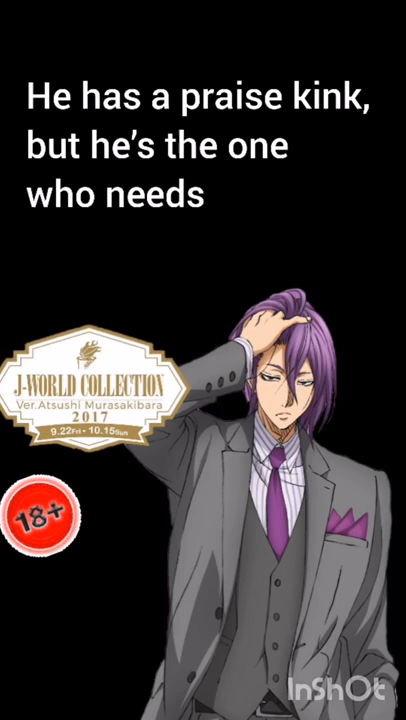 He has a praise kink,
but he’s the one
who needs
J-WORLD COLLECTION
Ver.Atsushi Murasakibara
2017
9.22Fri - 10.15Sun
18+
InShOt